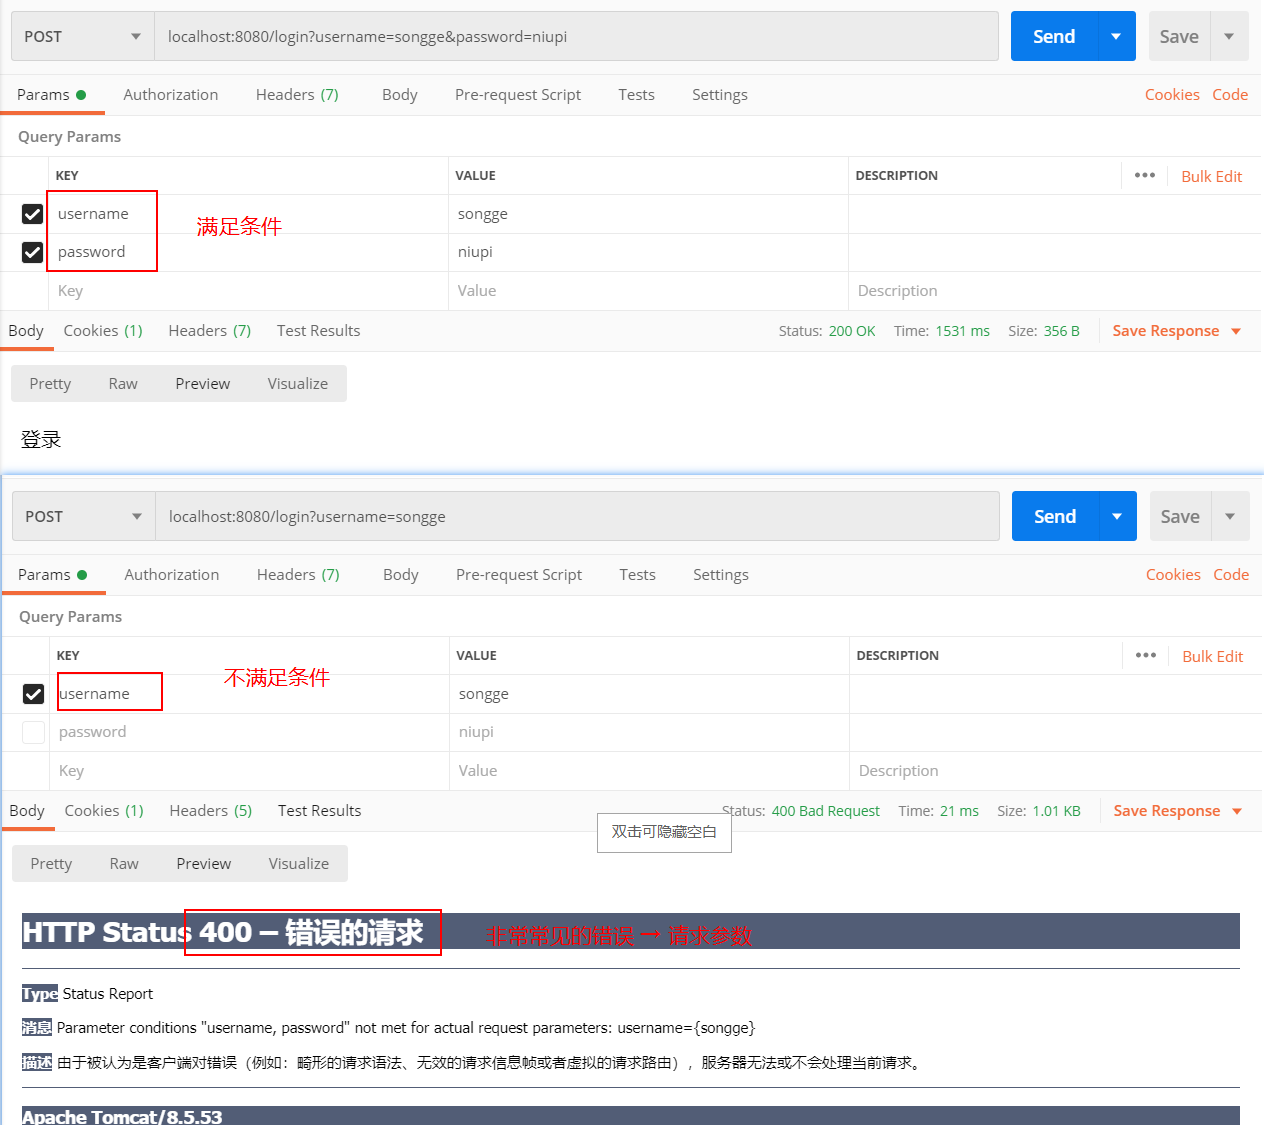 POST localhost:8080/login?username=songge&password=niupi Send Save
Params Authorization Headers (7) Body Pre-request Script Tests Settings Cookies Code
Query Params
KEY VALUE DESCRIPTION ••• Bulk Edit
username songge
满足条件
password niupi
Key Value Description
Body Cookies (1) Headers (7) Test Results Status: 200 OK Time: 1531 ms Size: 356 B Save Response
Pretty Raw Preview Visualize
登录
POST localhost:8080/login?username=songge Send Save
Params Authorization Headers (7) Body Pre-request Script Tests Settings Cookies Code
Query Params
KEY VALUE DESCRIPTION ••• Bulk Edit
不满足条件
username songge
password niupi
Key Value Description
Body Cookies (1) Headers (5) Test Results Status: 400 Bad Request Time: 21 ms Size: 1.01 KB Save Response
双击可隐藏空白
Pretty Raw Preview Visualize
HTTP Status 400 – 错误的请求 非常常见的错误 → 请求参数
Type Status Report
消息 Parameter conditions "username, password" not met for actual request parameters: username={songge}
描述 由于被认为是客户端对错误（例如：畸形的请求语法、无效的请求信息帧或者虚拟的请求路由），服务器无法或不会处理当前请求。
Apache Tomcat/8.5.53